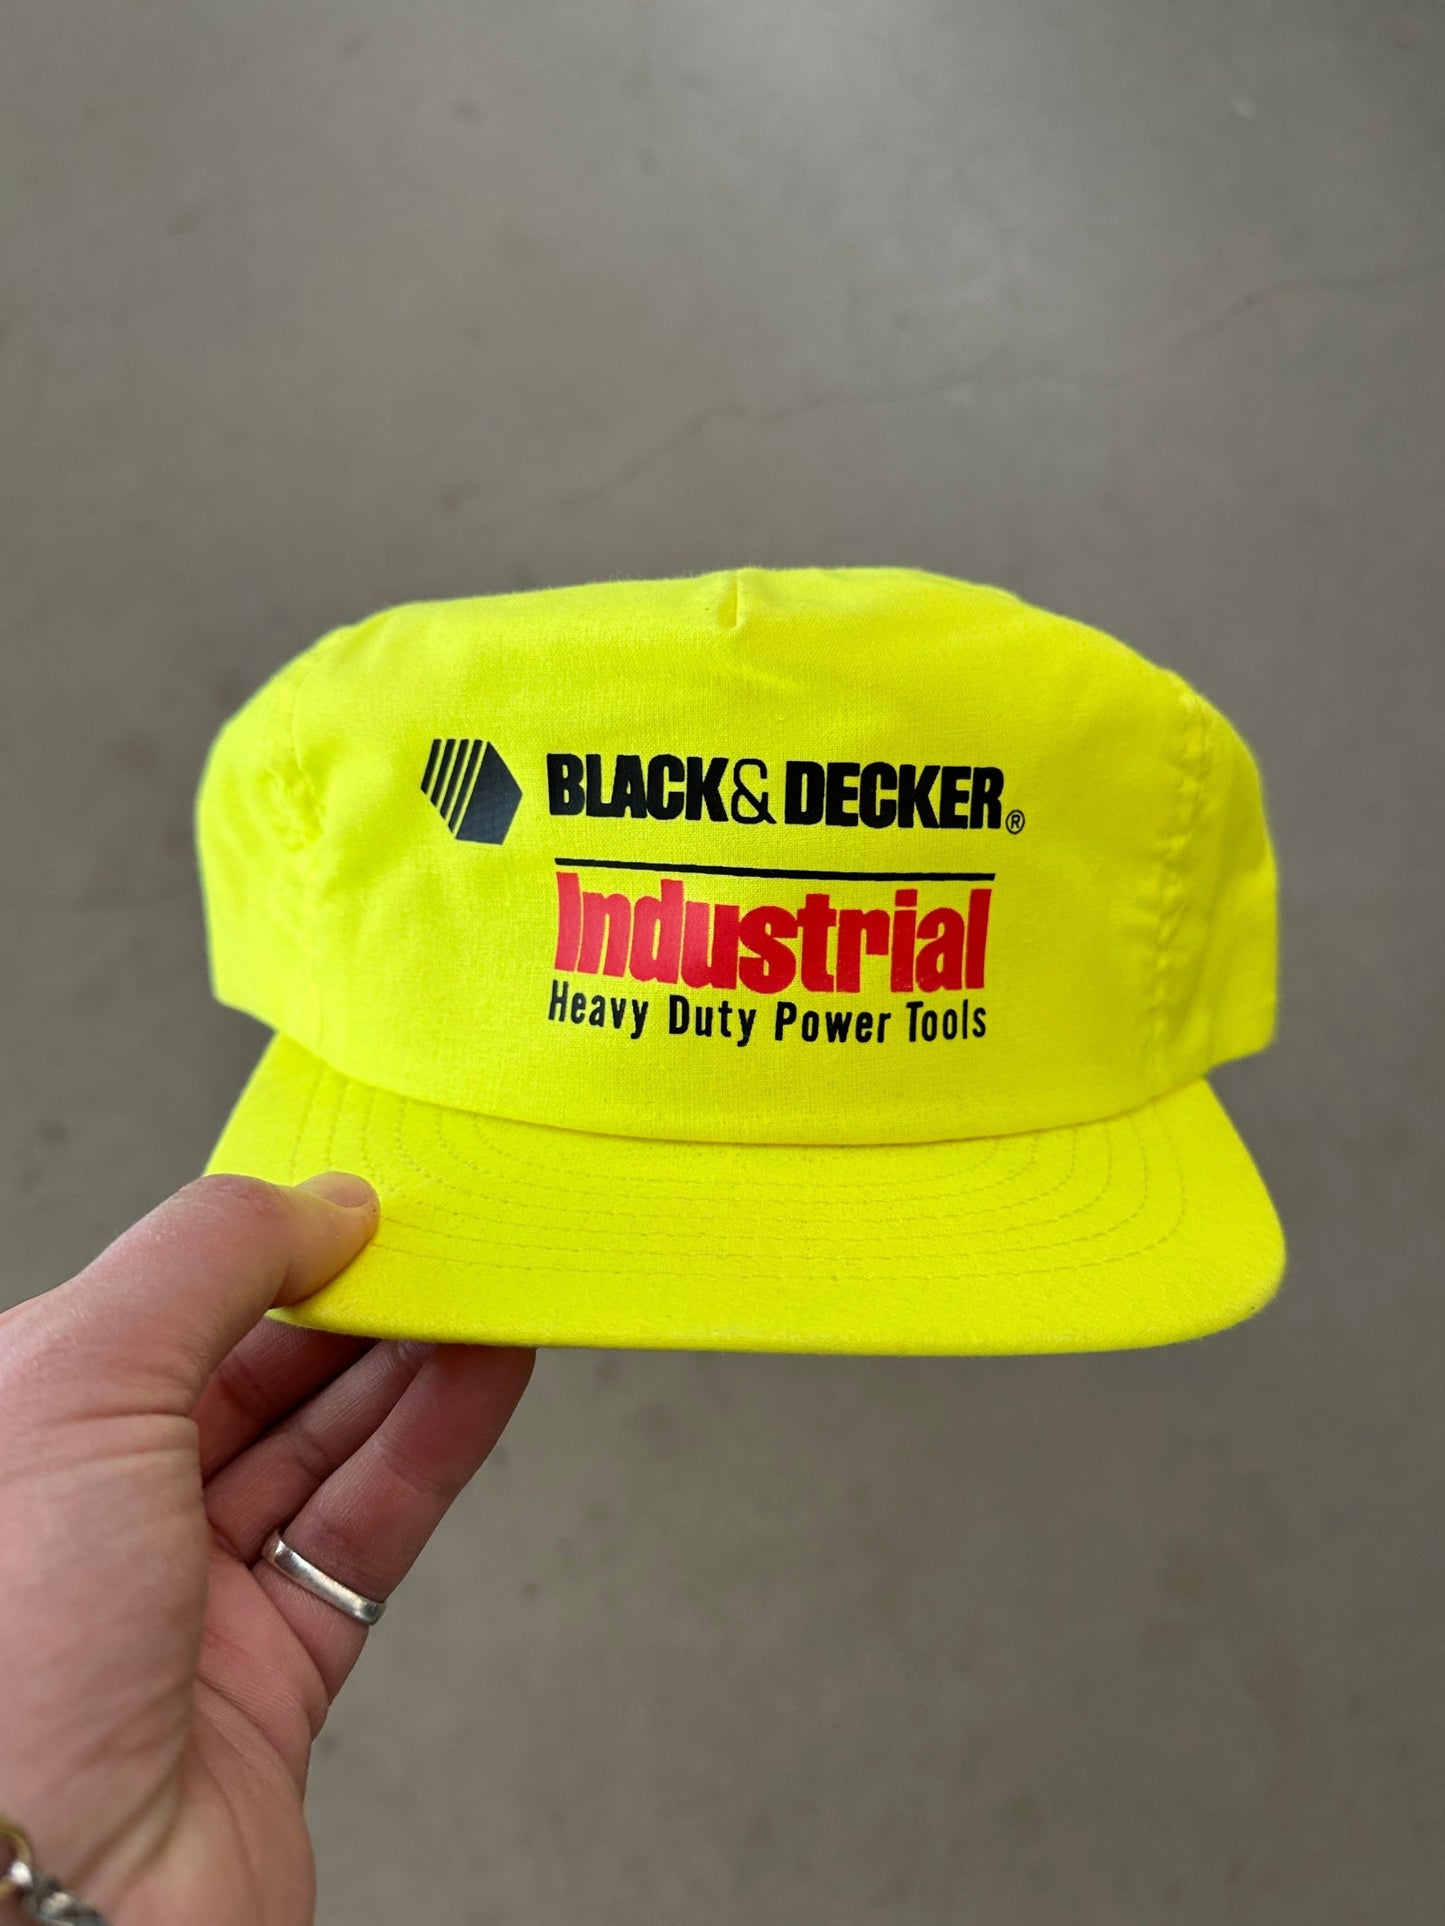 BLACK & DECKER®
Industrial
Heavy Duty Power Tools